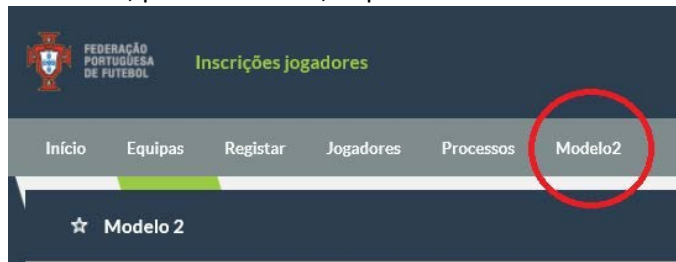 FEDERAÇÃO
PORTUGUESA
DE FUTEBOL
Inscrições jogadores
Início Equipas Registar Jogadores Processos Modelo2
Modelo 2